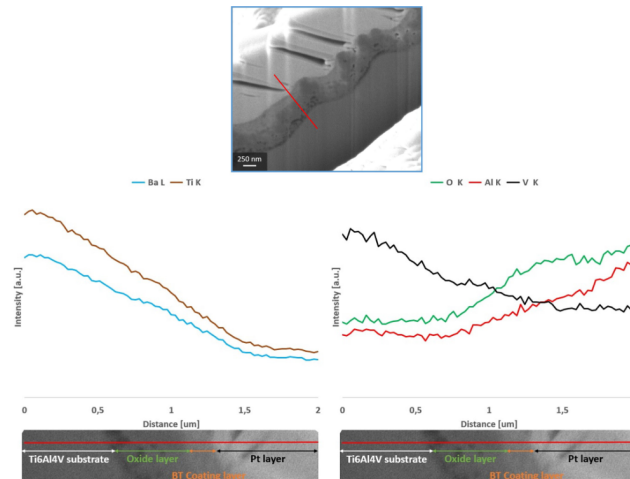 250 nm
Ba L Ti K
O K Al K V K
Intensity [a.u.]
Intensity [a.u.]
0 0,5 1 1,5 2
0 0,5 1 1,5
Distance [um]
Distance [um]
Ti6Al4V substrate Oxide layer Pt layer
BT Coating layer
Ti6Al4V substrate Oxide layer Pt layer
BT Coating layer